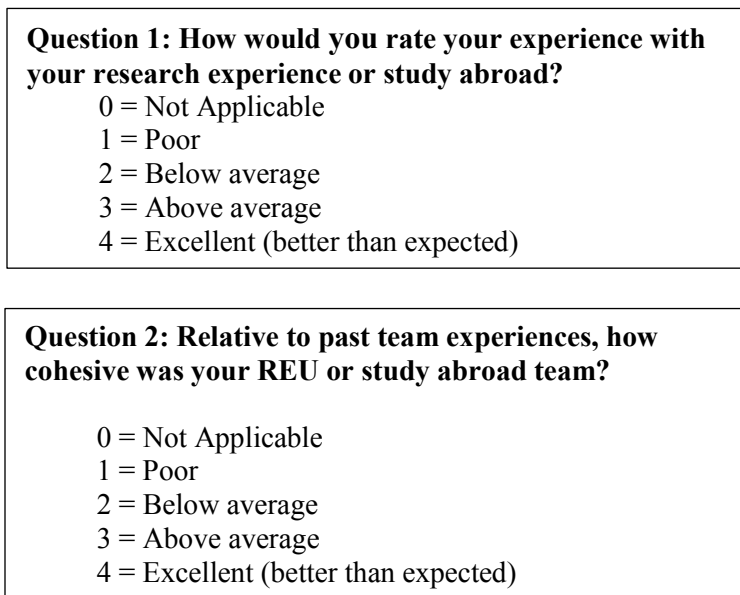 Question 1: How would you rate your experience with
your research experience or study abroad?
0 = Not Applicable
1 = Poor
2 = Below average
3 = Above average
4 = Excellent (better than expected)
Question 2: Relative to past team experiences, how
cohesive was your REU or study abroad team?
0 = Not Applicable
1 = Poor
2 = Below average
3 = Above average
4 = Excellent (better than expected)